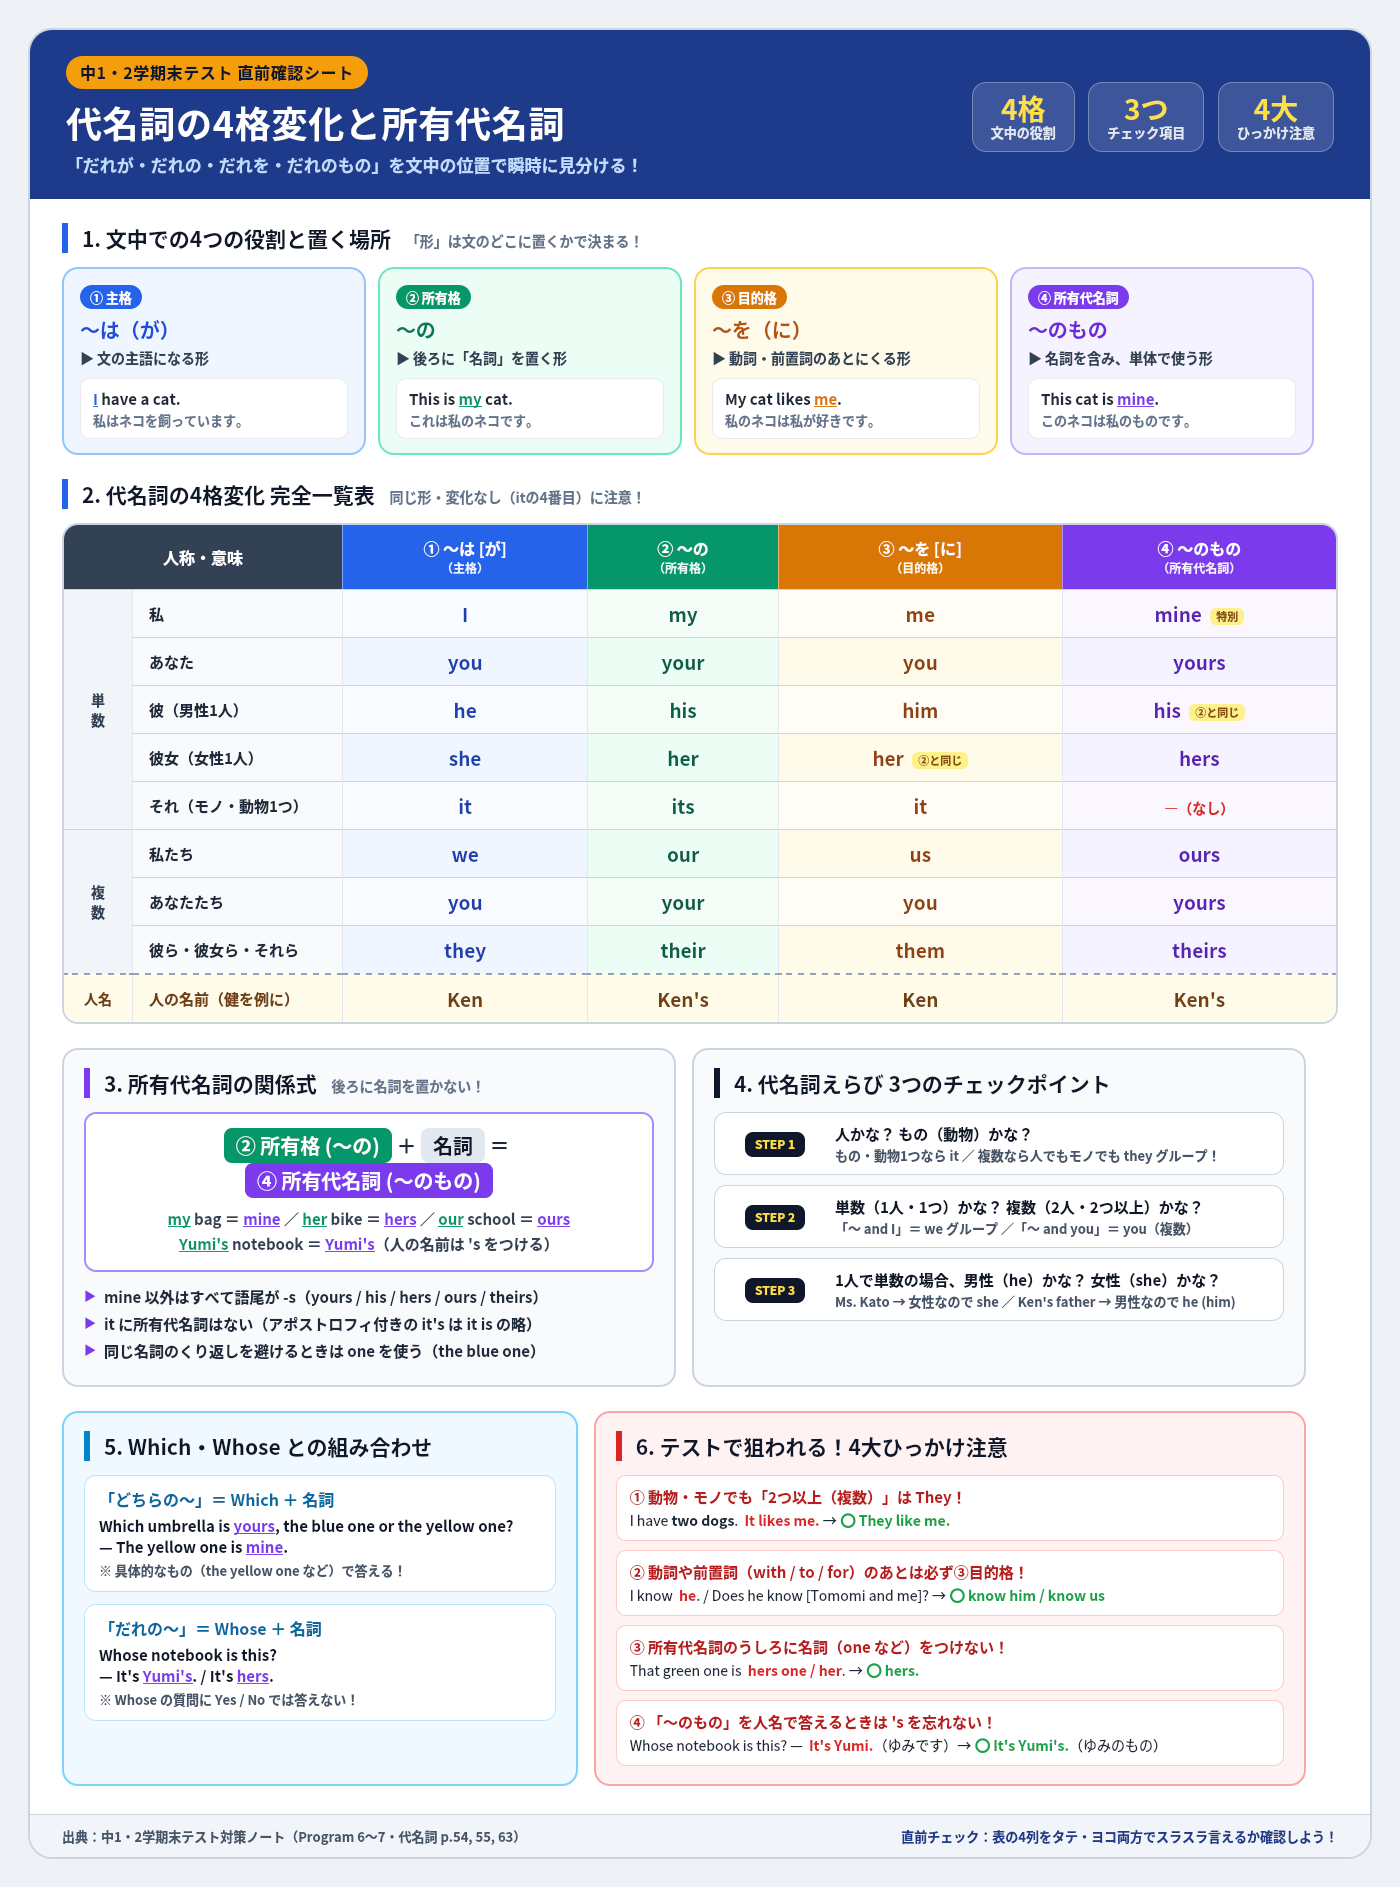 中1・2学期末テスト 直前確認シート
代名詞の4格変化と所有代名詞
「だれが・だれの・だれを・だれのもの」を文中の位置で瞬時に見分ける！
4格
文中の役割
3つ
チェック項目
4大
ひっかけ注意
1. 文中での4つの役割と置く場所 「形」は文のどこに置くかで決まる！
① 主格
〜は（が）
▶ 文の主語になる形
I have a cat.
私はネコを飼っています。
② 所有格
〜の
▶ 後ろに「名詞」を置く形
This is my cat.
これは私のネコです。
③ 目的格
〜を（に）
▶ 動詞・前置詞のあとにくる形
My cat likes me.
私のネコは私が好きです。
④ 所有代名詞
〜のもの
▶ 名詞を含み、単体で使う形
This cat is mine.
このネコは私のものです。
2. 代名詞の4格変化 完全一覧表 同じ形・変化なし（itの4番目）に注意！
人称・意味 ① 〜は [が] ② 〜の ③ 〜を [に] ④ 〜のもの
（主格） （所有格） （目的格） （所有代名詞）
単数
私 I my me mine 特別
あなた you your you yours
彼（男性1人） he his him his ②と同じ
彼女（女性1人） she her her ②と同じ hers
それ（モノ・動物1つ） it its it —（なし）
複数
私たち we our us ours
あなたたち you your you yours
彼ら・彼女ら・それら they their them theirs
人名 人の名前（健を例に） Ken Ken's Ken Ken's
3. 所有代名詞の関係式 後ろに名詞を置かない！
② 所有格 (〜の) ＋ 名詞 ＝
④ 所有代名詞 (〜のもの)
my bag ＝ mine ／ her bike ＝ hers ／ our school ＝ ours
Yumi's notebook ＝ Yumi's（人の名前は 's をつける）
▶ mine 以外はすべて語尾が -s（yours / his / hers / ours / theirs）
▶ it に所有代名詞はない（アポストロフィ付きの it's は it is の略）
▶ 同じ名詞のくり返しを避けるときは one を使う（the blue one）
4. 代名詞えらび 3つのチェックポイント
STEP 1
人かな？ もの（動物）かな？
もの・動物1つなら it ／ 複数なら人でもモノでも they グループ！
STEP 2
単数（1人・1つ）かな？ 複数（2人・2つ以上）かな？
「〜 and I」＝ we グループ ／「〜 and you」＝ you（複数）
STEP 3
1人で単数の場合、男性（he）かな？ 女性（she）かな？
Ms. Kato → 女性なので she ／ Ken's father → 男性なので he (him)
5. Which・Whose との組み合わせ
「どちらの〜」＝ Which ＋ 名詞
Which umbrella is yours, the blue one or the yellow one?
— The yellow one is mine.
※ 具体的なもの（the yellow one など）で答える！
「だれの〜」＝ Whose ＋ 名詞
Whose notebook is this?
— It's Yumi's. / It's hers.
※ Whose の質問に Yes / No では答えない！
6. テストで狙われる！4大ひっかけ注意
① 動物・モノでも「2つ以上（複数）」は They！
I have two dogs. It likes me. → ◯ They like me.
② 動詞や前置詞（with / to / for）のあとは必ず③目的格！
I know he. / Does he know [Tomomi and me]? → ◯ know him / know us
③ 所有代名詞のうしろに名詞（one など）をつけない！
That green one is hers one / her. → ◯ hers.
④ 「〜のもの」を人名で答えるときは 's を忘れない！
Whose notebook is this? — It's Yumi.（ゆみです）→ ◯ It's Yumi's.（ゆみのもの）
出典：中1・2学期末テスト対策ノート（Program 6〜7・代名詞 p.54, 55, 63）
直前チェック：表の4列をタテ・ヨコ両方でスラスラ言えるか確認しよう！